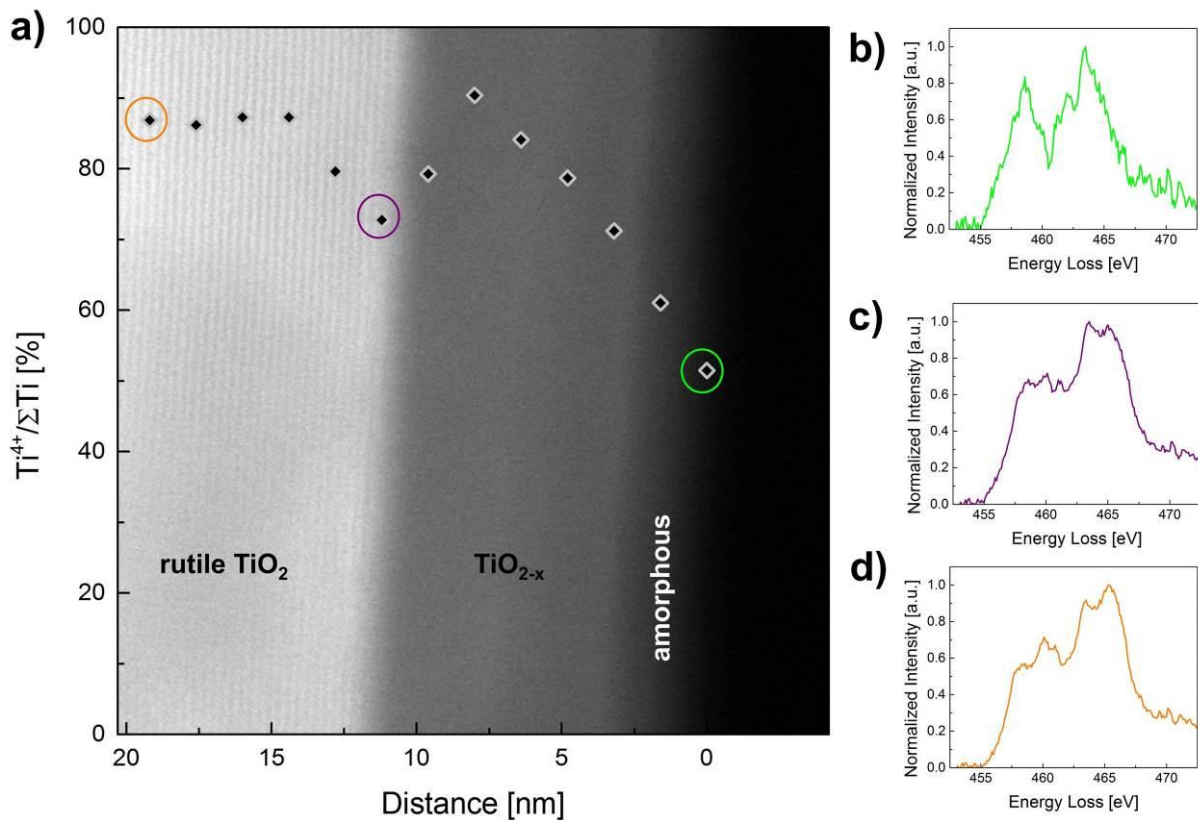 a)
100
80
60
40
20
0
Ti⁴⁺/ΣTi [%]
rutile TiO₂
TiO₂₋ₓ
amorphous
20 15 10 5 0
Distance [nm]
b)
Normalized Intensity [a.u.]
1.0
0.8
0.6
0.4
0.2
0.0
455 460 465 470
Energy Loss [eV]
c)
Normalized Intensity [a.u.]
1.0
0.8
0.6
0.4
0.2
0.0
455 460 465 470
Energy Loss [eV]
d)
Normalized Intensity [a.u.]
1.0
0.8
0.6
0.4
0.2
0.0
455 460 465 470
Energy Loss [eV]